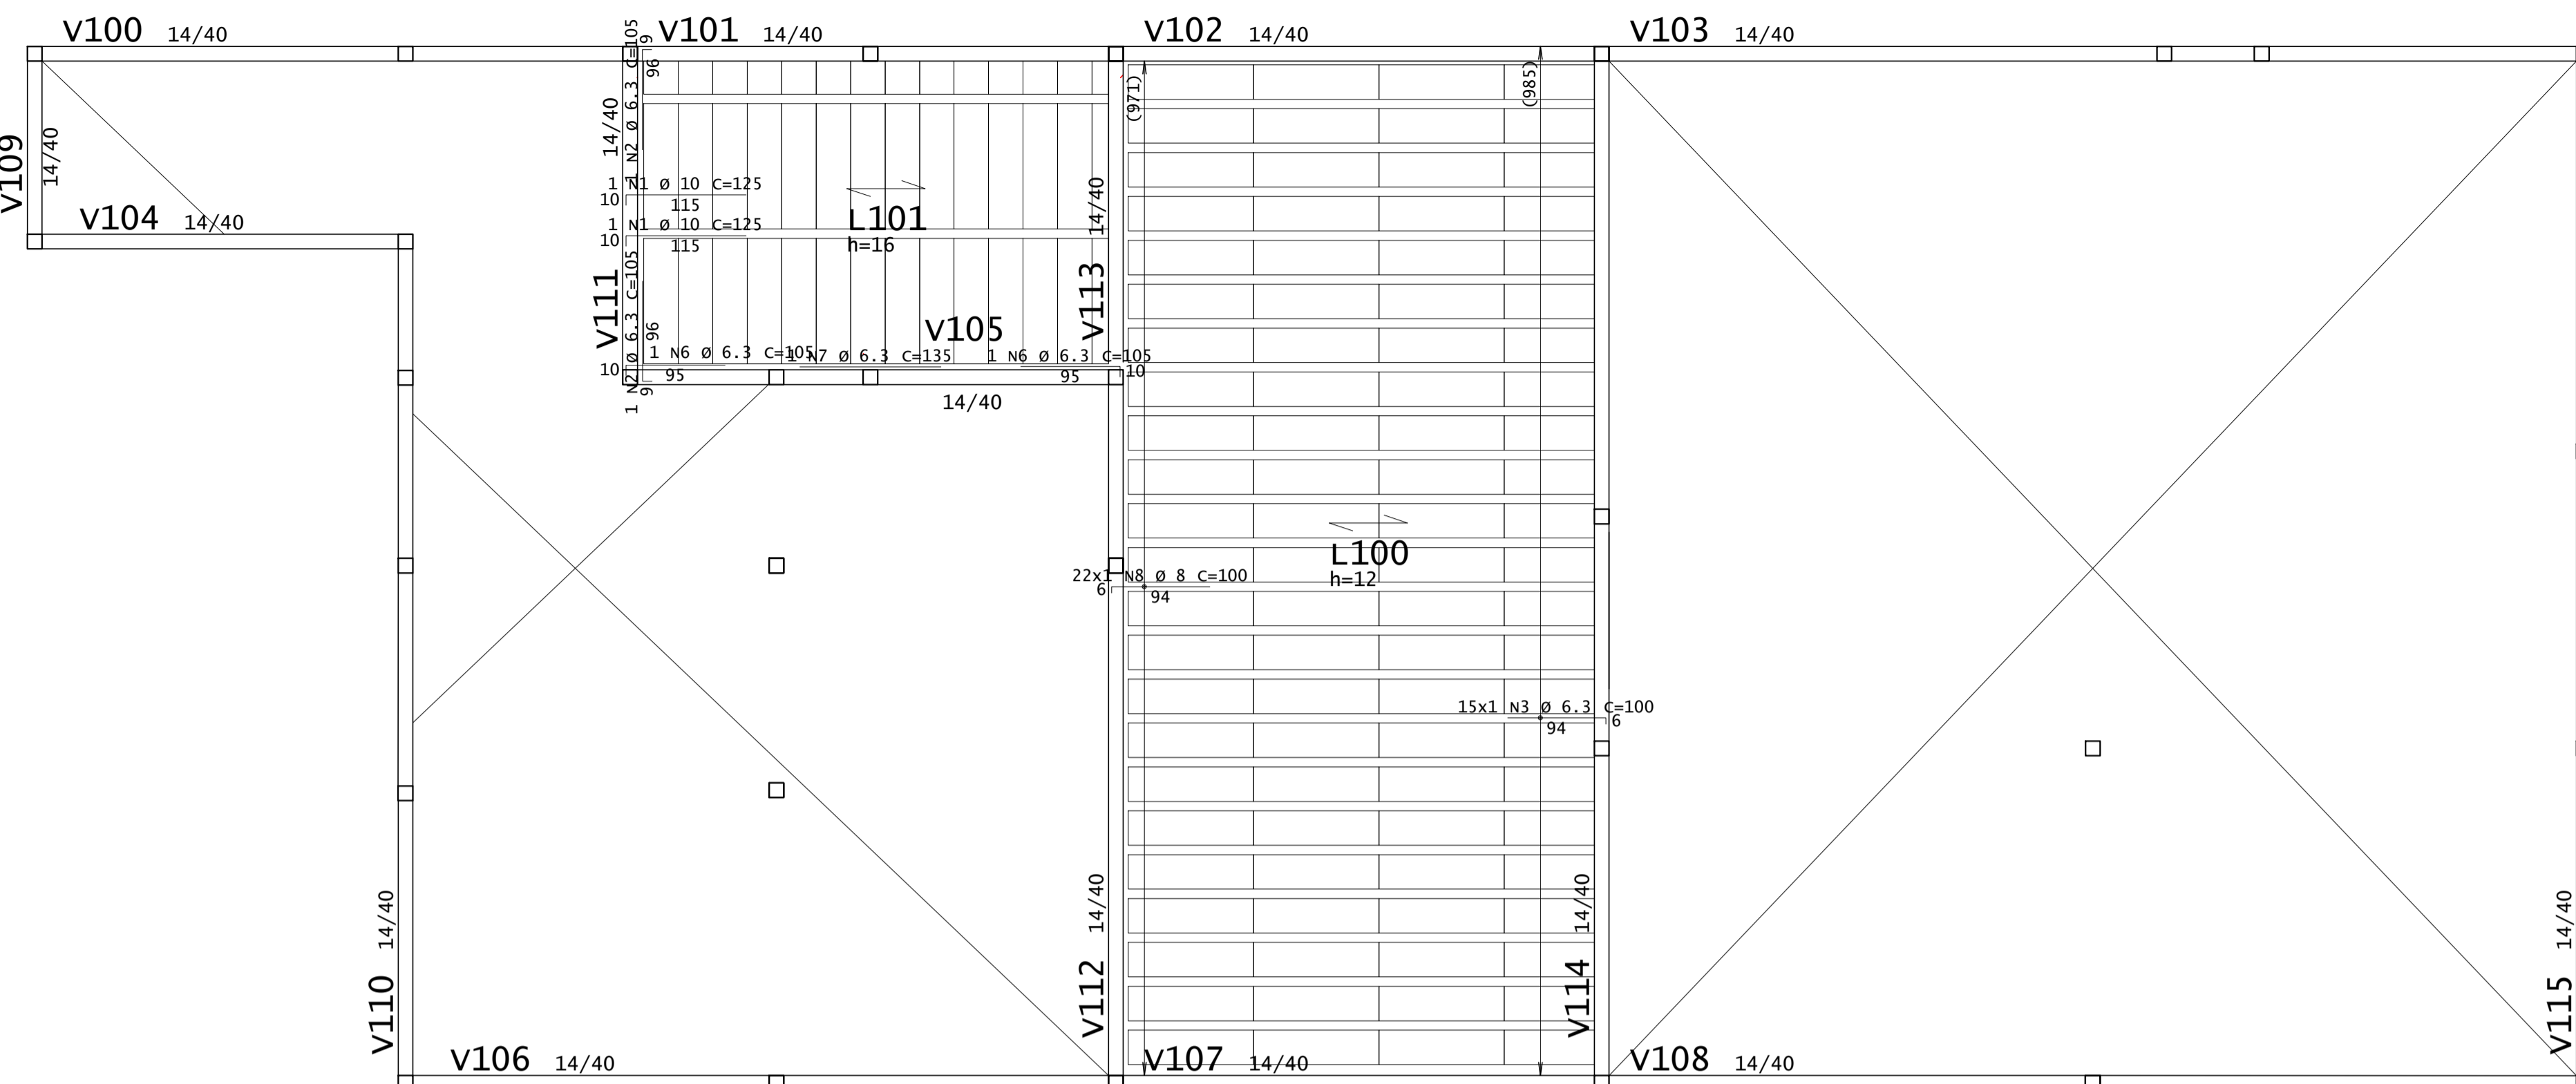 V100 14/40
V101 14/40
V102 14/40
V103 14/40
1 N2 Ø 6.3 C=105
9
96
(971)
(985)
V109
14/40
14/40
1 N1 Ø 10 C=125
10
115
L101
h=16
14/40
V104 14/40
1 N1 Ø 10 C=125
10
115
V111
V113
1 N2 Ø 6.3 C=105
96
9
V105
1 N6 Ø 6.3 C=105
10
95
1 N7 Ø 6.3 C=135
1 N6 Ø 6.3 C=105
95
10
14/40
L100
h=12
22x1 N8 Ø 8 C=100
6
94
15x1 N3 Ø 6.3 C=100
94
6
V110 14/40
V112 14/40
V114 14/40
V115 14/40
V106 14/40
V107 14/40
V108 14/40